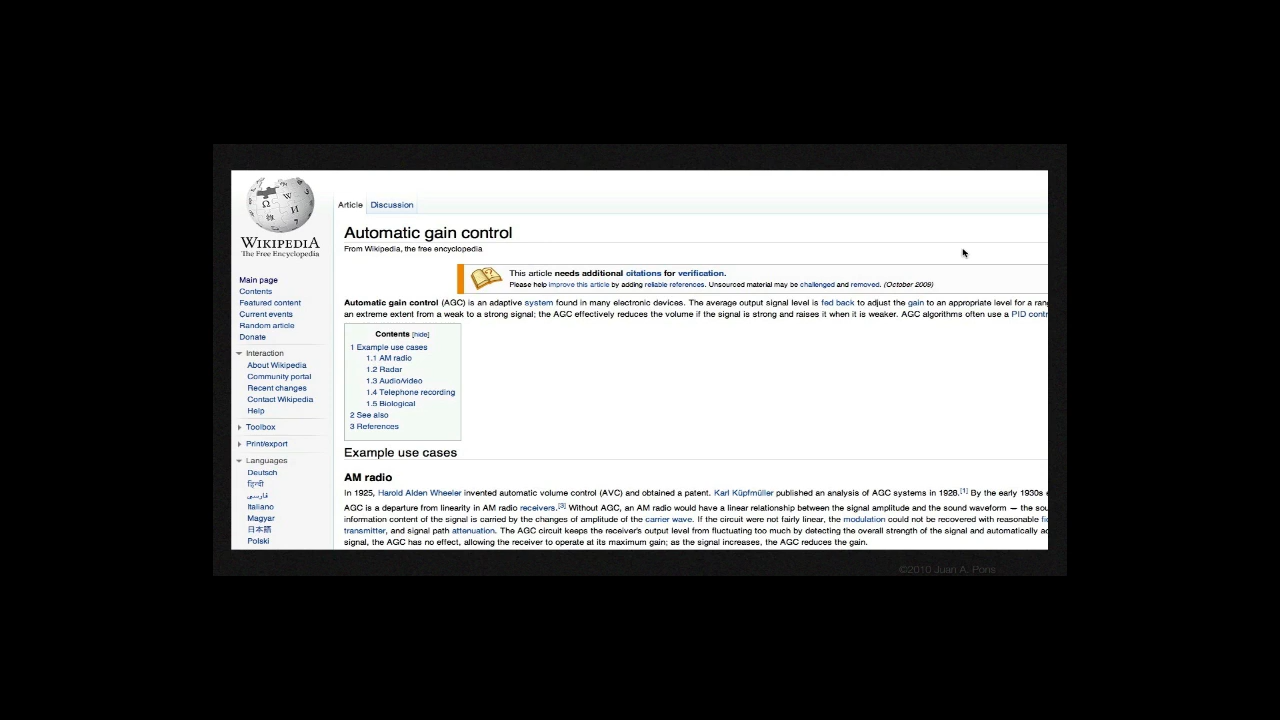 WIKIPEDIA
The Free Encyclopedia
Main page
Contents
Featured content
Current events
Random article
Donate
Interaction
About Wikipedia
Community portal
Recent changes
Contact Wikipedia
Help
Toolbox
Print/export
Languages
Deutsch
हिन्दी
فارسی
Italiano
Magyar
日本語
Polski
Article Discussion
Automatic gain control
From Wikipedia, the free encyclopedia
This article needs additional citations for verification.
Please help improve this article by adding reliable references. Unsourced material may be challenged and removed. (October 2009)
Automatic gain control (AGC) is an adaptive system found in many electronic devices. The average output signal level is fed back to adjust the gain to an appropriate level for a
an extreme extent from a weak to a strong signal; the AGC effectively reduces the volume if the signal is strong and raises it when it is weaker. AGC algorithms often use a PID
Contents [hide]
1 Example use cases
1.1 AM radio
1.2 Radar
1.3 Audio/video
1.4 Telephone recording
1.5 Biological
2 See also
3 References
Example use cases
AM radio
In 1925, Harold Alden Wheeler invented automatic volume control (AVC) and obtained a patent. Karl Küpfmüller published an analysis of AGC systems in 1928.[1] By the early 1930s
AGC is a departure from linearity in AM radio receivers.[3] Without AGC, an AM radio would have a linear relationship between the signal amplitude and the sound waveform — the
information content of the signal is carried by the changes of amplitude of the carrier wave. If the circuit were not fairly linear, the modulation could not be recovered with reasonable
transmitter, and signal path attenuation. The AGC circuit keeps the receiver's output level from fluctuating too much by detecting the overall strength of the signal and automatically
signal, the AGC has no effect, allowing the receiver to operate at its maximum gain; as the signal increases, the AGC reduces the gain.
©2010 Juan A. Pons